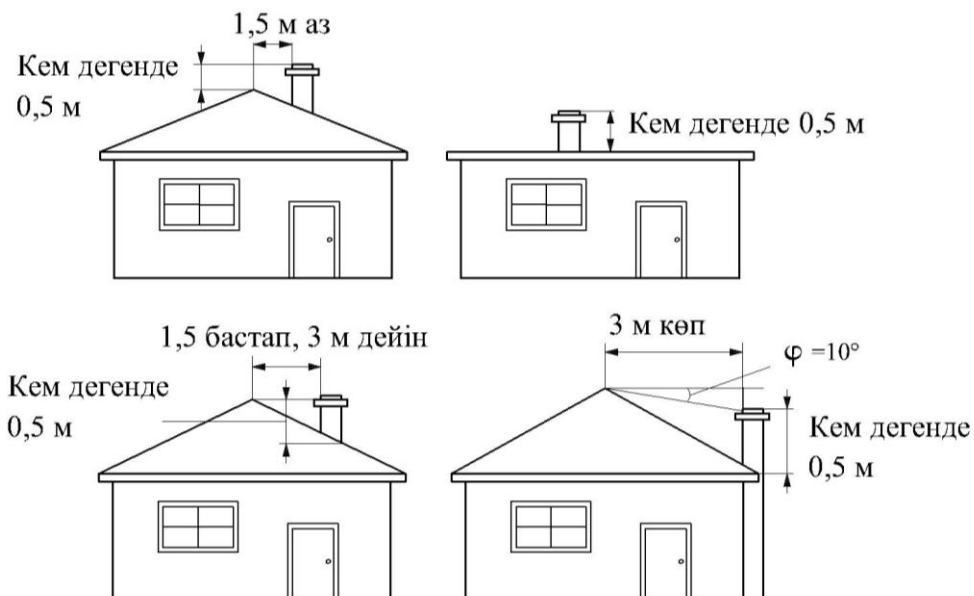 1,5 м аз
Кем дегенде
0,5 м
Кем дегенде 0,5 м
1,5 бастап, 3 м дейін
Кем дегенде
0,5 м
3 м көп
φ =10°
Кем дегенде
0,5 м